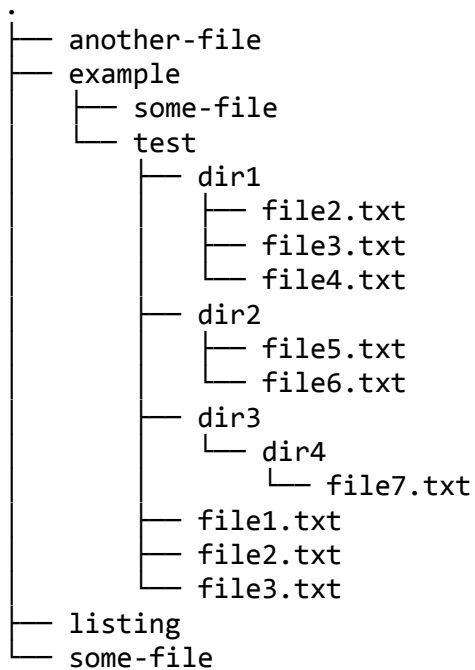 .
├── another-file
├── example
│   ├── some-file
│   └── test
│       ├── dir1
│       │   ├── file2.txt
│       │   ├── file3.txt
│       │   └── file4.txt
│       ├── dir2
│       │   ├── file5.txt
│       │   └── file6.txt
│       ├── dir3
│       │   └── dir4
│       │       └── file7.txt
│       ├── file1.txt
│       ├── file2.txt
│       └── file3.txt
├── listing
└── some-file